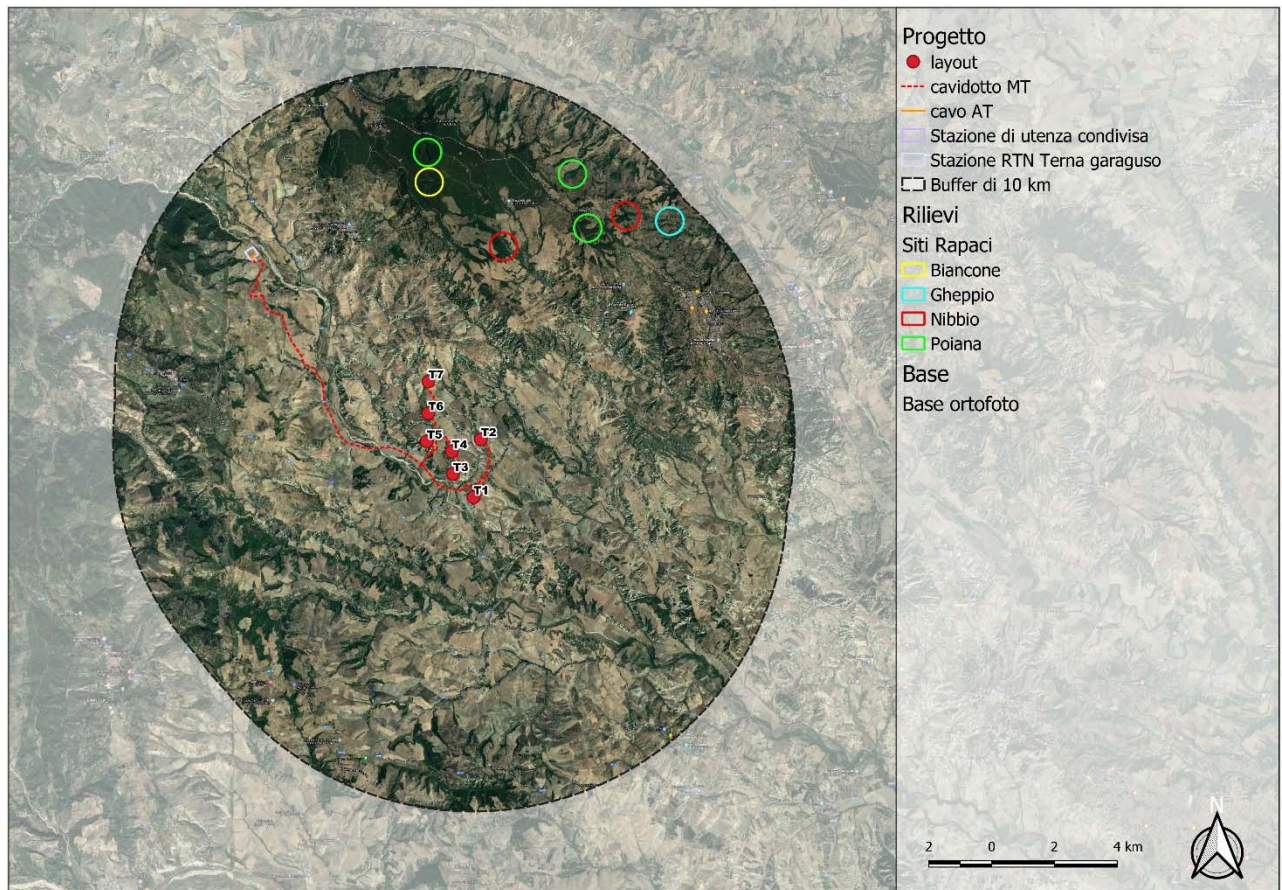 Progetto
layout
cavidotto MT
cavo AT
Stazione di utenza condivisa
Stazione RTN Terna garaguso
Buffer di 10 km
Rilievi
Siti Rapaci
Biancone
Gheppio
Nibbio
Poiana
Base
Base ortofoto
T7
T6
T5
T2
T4
T3
T1
N
2 0 2 4 km